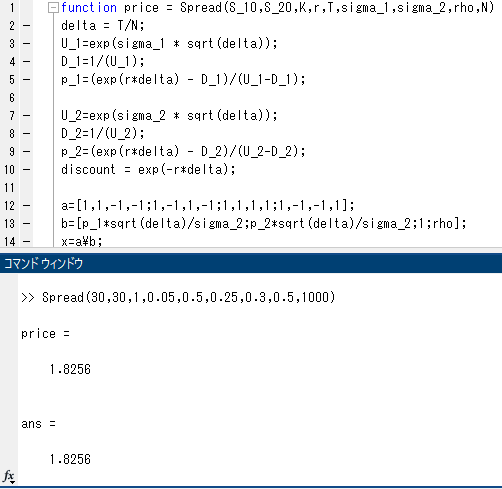 1 function price = Spread(S_10,S_20,K,r,T,sigma_1,sigma_2,rho,N)
2 – delta = T/N;
3 – U_1=exp(sigma_1 * sqrt(delta));
4 – D_1=1/(U_1);
5 – p_1=(exp(r*delta) - D_1)/(U_1-D_1);
6
7 – U_2=exp(sigma_2 * sqrt(delta));
8 – D_2=1/(U_2);
9 – p_2=(exp(r*delta) - D_2)/(U_2-D_2);
10 – discount = exp(-r*delta);
11
12 – a=[1,1,-1,-1;1,-1,1,-1;1,1,1,1;1,-1,-1,1];
13 – b=[p_1*sqrt(delta)/sigma_2;p_2*sqrt(delta)/sigma_2;1;rho];
14 – x=a¥b;
コマンド ウィンドウ
>> Spread(30,30,1,0.05,0.5,0.25,0.3,0.5,1000)
price =
1.8256
ans =
1.8256
fx